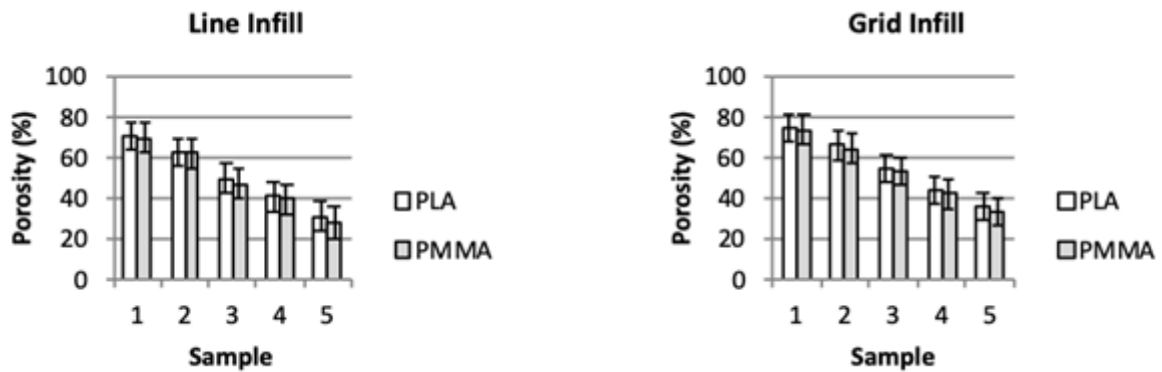 Line Infill
Porosity (%)
100
80
60
40
20
0
1 2 3 4 5
Sample
PLA
PMMA
Grid Infill
Porosity (%)
100
80
60
40
20
0
1 2 3 4 5
Sample
PLA
PMMA